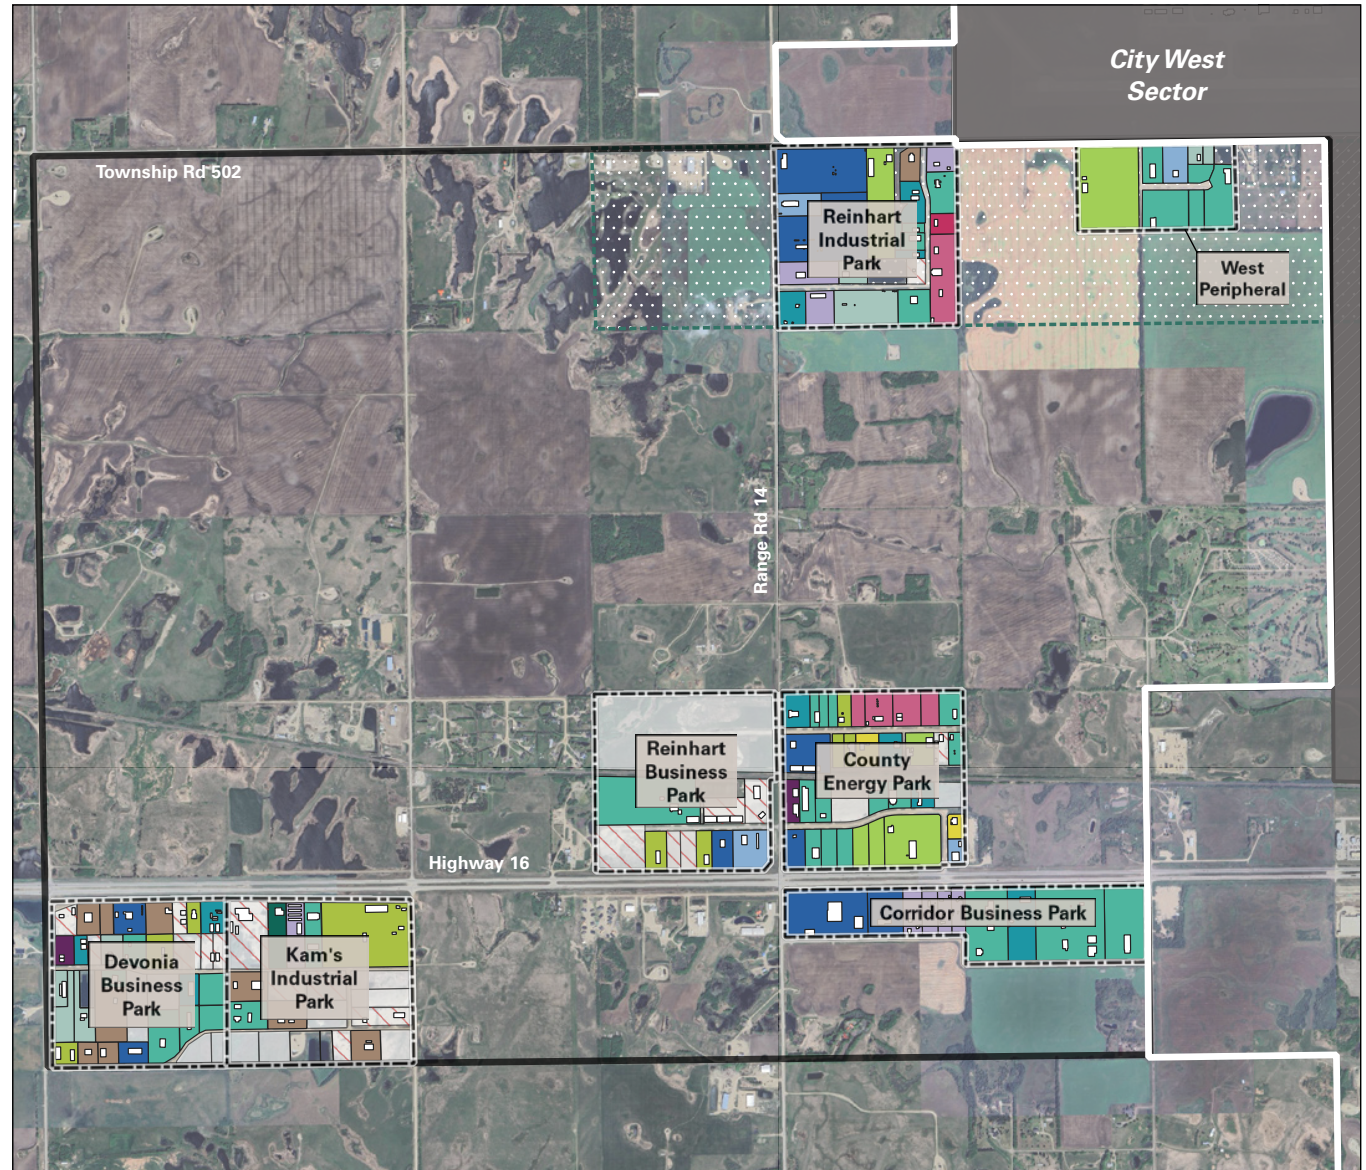 City West
Sector
Township Rd 502
Reinhart
Industrial
Park
West
Peripheral
Range Rd 14
Reinhart
Business
Park
County
Energy Park
Highway 16
Corridor Business Park
Devonia
Business
Park
Kam's
Industrial
Park